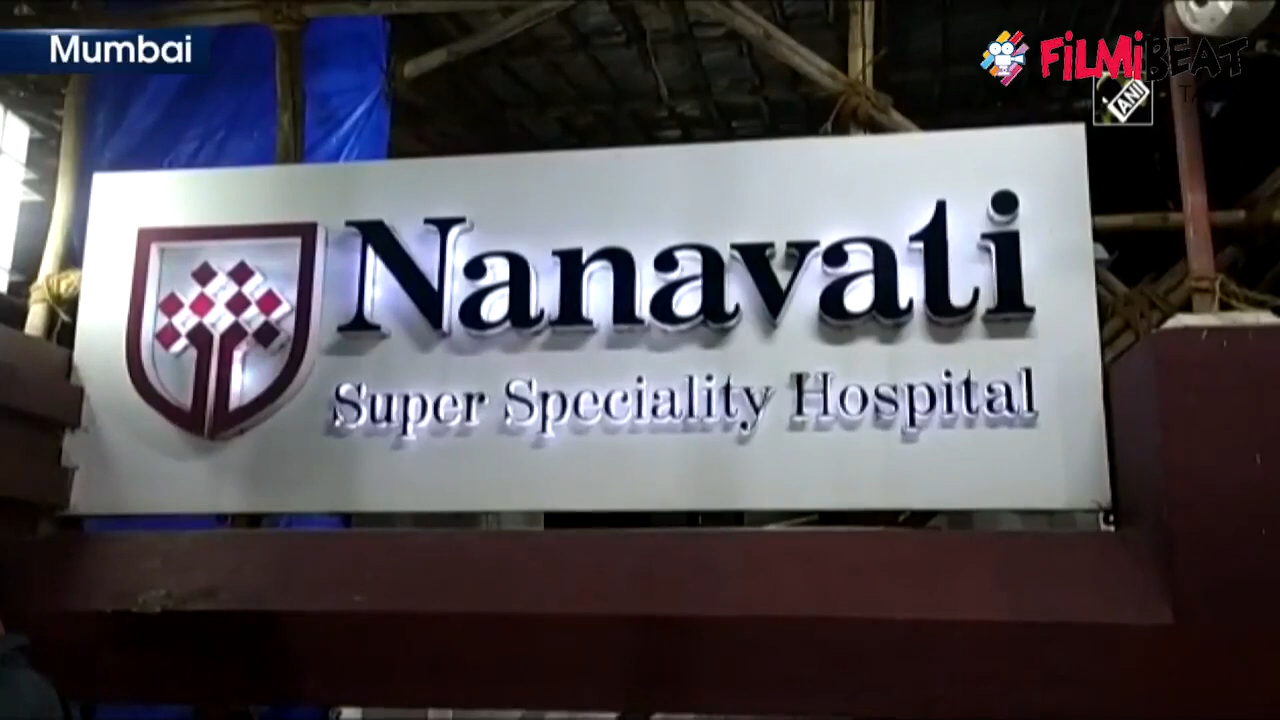 Mumbai
FiLMiBEAT
ANI
Nanavati
Super Speciality Hospital